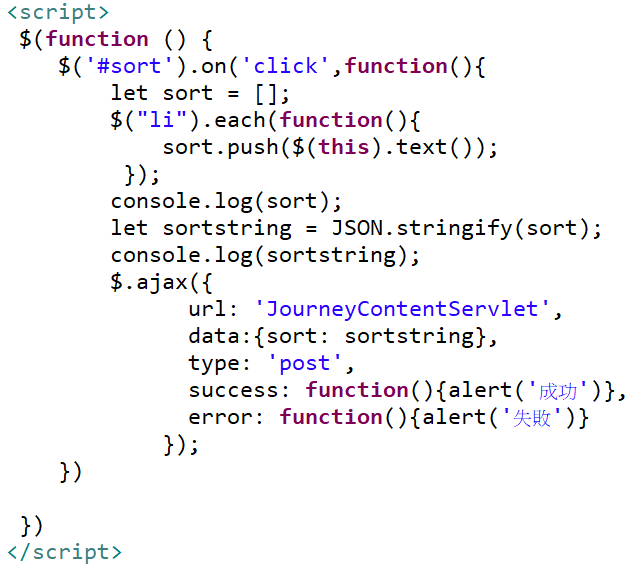 <script>
$(function () {
$('#sort').on('click',function(){
let sort = [];
$("li").each(function(){
sort.push($(this).text());
});
console.log(sort);
let sortstring = JSON.stringify(sort);
console.log(sortstring);
$.ajax({
url: 'JourneyContentServlet',
data:{sort: sortstring},
type: 'post',
success: function(){alert('成功')},
error: function(){alert('失敗')}
});
})
})
</script>